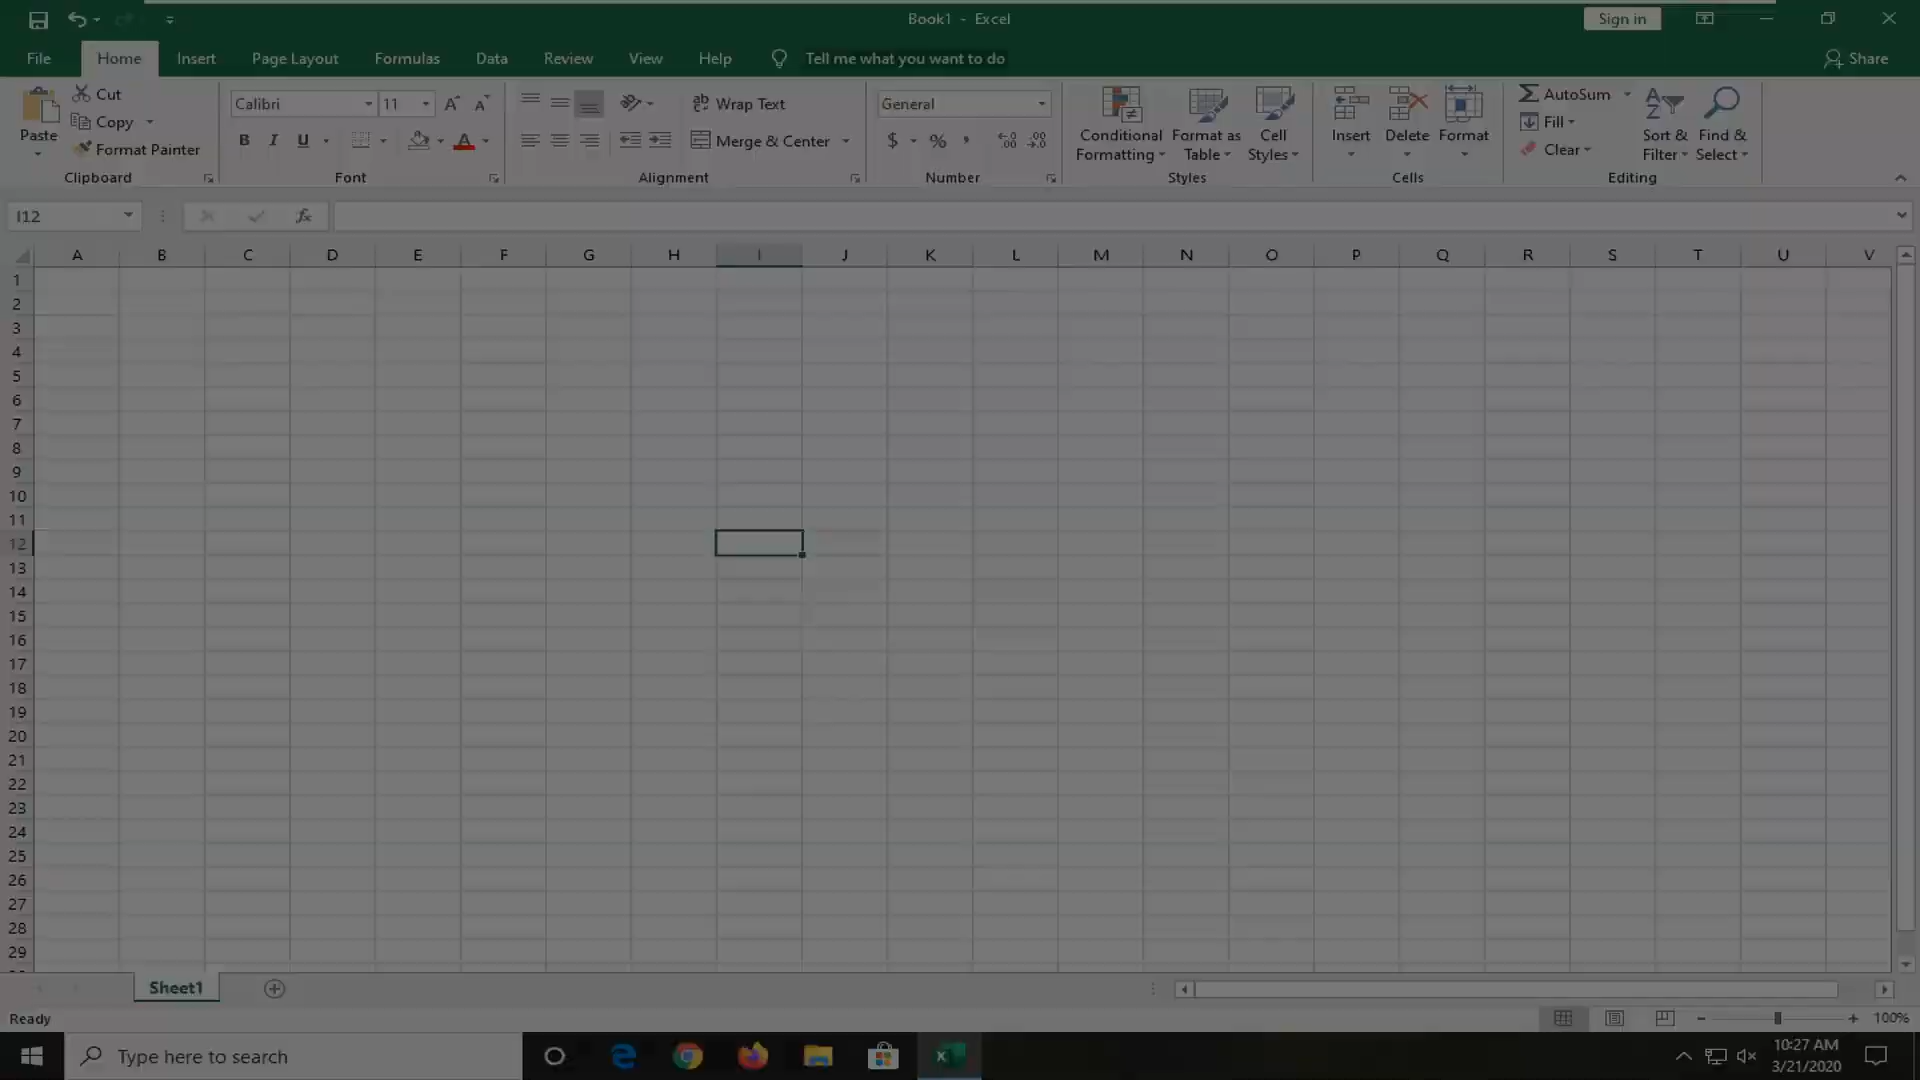 Book1 - Excel
Sign in
File Home Insert Page Layout Formulas Data Review View Help Tell me what you want to do Share
Paste
Cut
Copy
Format Painter
Clipboard
Calibri 11
B I U A
Font
ab Wrap Text
Merge & Center
Alignment
General
$ % ,
Number
Conditional Formatting
Format as Table
Cell Styles
Styles
Insert Delete Format
Cells
AutoSum
Fill
Clear
Sort & Filter
Find & Select
Editing
I12 fx
A B C D E F G H I J K L M N O P Q R S T U V
1
2
3
4
5
6
7
8
9
10
11
12
13
14
15
16
17
18
19
20
21
22
23
24
25
26
27
28
29
Sheet1
Ready 100%
Type here to search
10:27 AM
3/21/2020